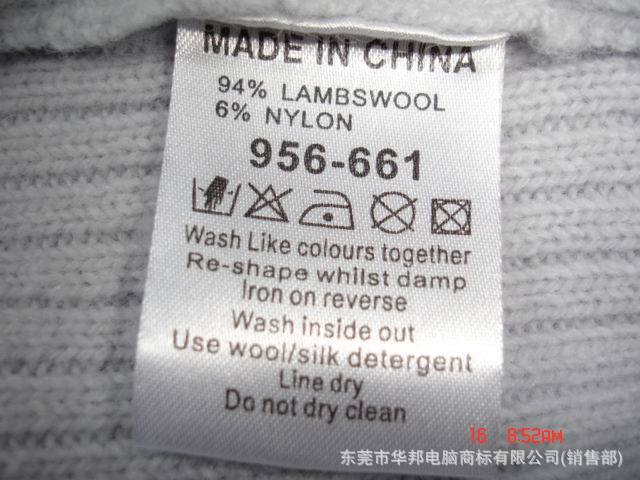 MADE IN CHINA
94% LAMBSWOOL
6% NYLON
956-661
Wash Like colours together
Re-shape whilst damp
Iron on reverse
Wash inside out
Use wool/silk detergent
Line dry
Do not dry clean
16 8:52AM
东莞市华邦电脑商标有限公司(销售部)